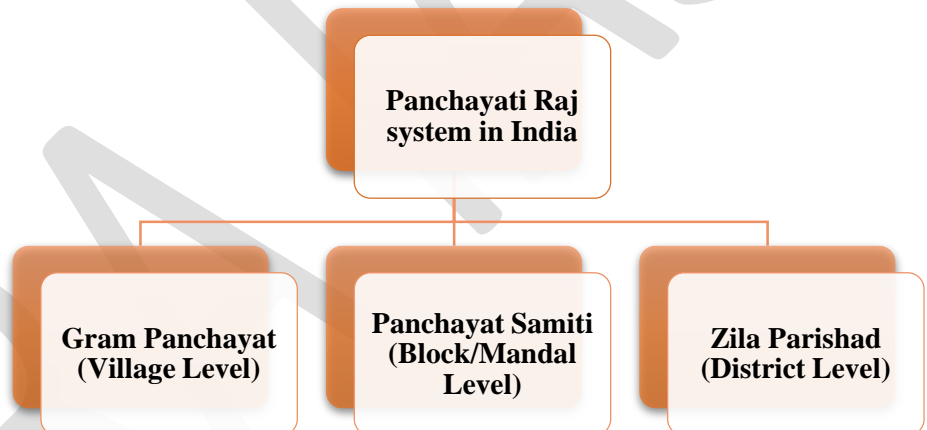 Panchayati Raj
system in India
Gram Panchayat
(Village Level)
Panchayat Samiti
(Block/Mandal
Level)
Zila Parishad
(District Level)